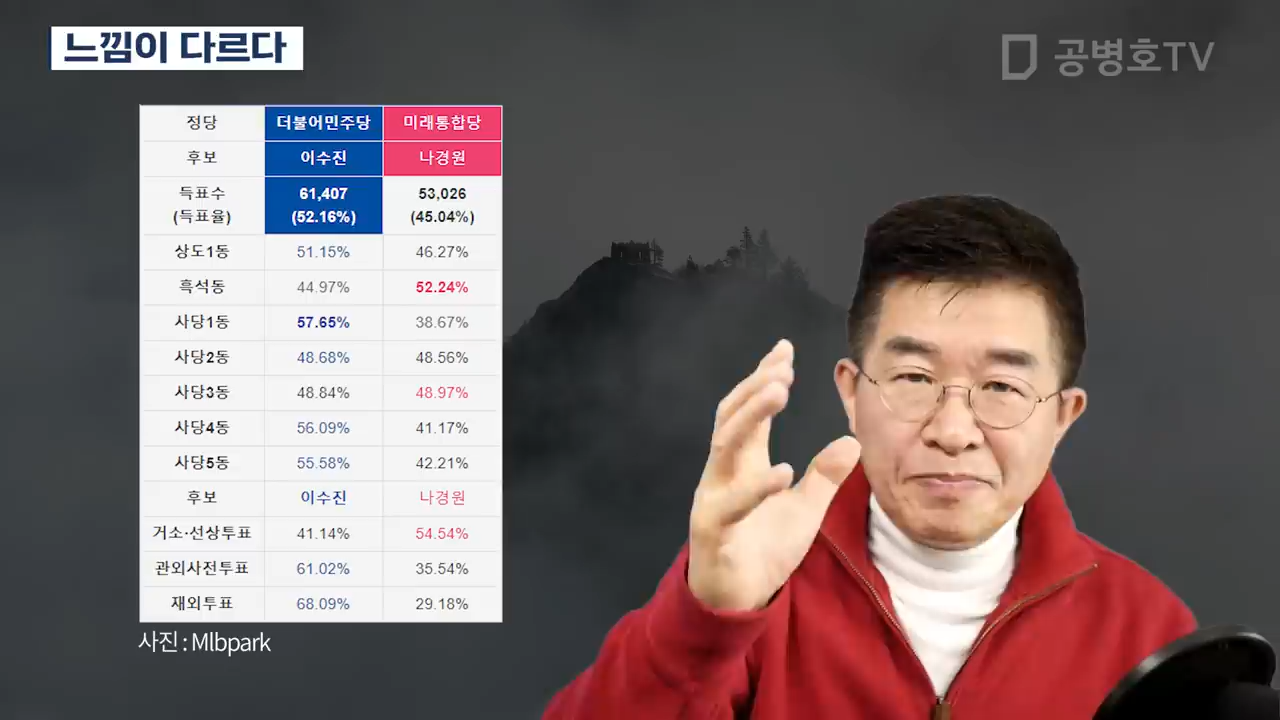 느낌이 다르다
공병호TV
정당 더불어민주당 미래통합당
후보 이수진 나경원
득표수 61,407 53,026
(득표율) (52.16%) (45.04%)
상도1동 51.15% 46.27%
흑석동 44.97% 52.24%
사당1동 57.65% 38.67%
사당2동 48.68% 48.56%
사당3동 48.84% 48.97%
사당4동 56.09% 41.17%
사당5동 55.58% 42.21%
후보 이수진 나경원
거소·선상투표 41.14% 54.54%
관외사전투표 61.02% 35.54%
재외투표 68.09% 29.18%
사진 : Mlbpark